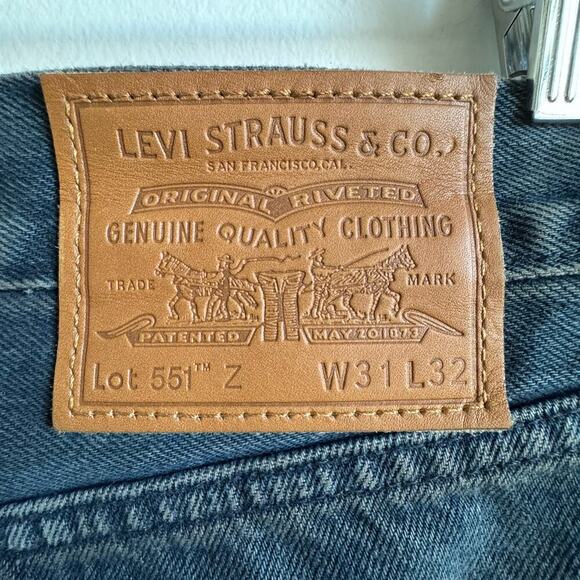 LEVI STRAUSS & CO.
SAN FRANCISCO, CAL.
ORIGINAL RIVETED
GENUINE QUALITY CLOTHING
TRADE MARK
PATENTED MAY 20 1873
Lot 551™ Z W31 L32